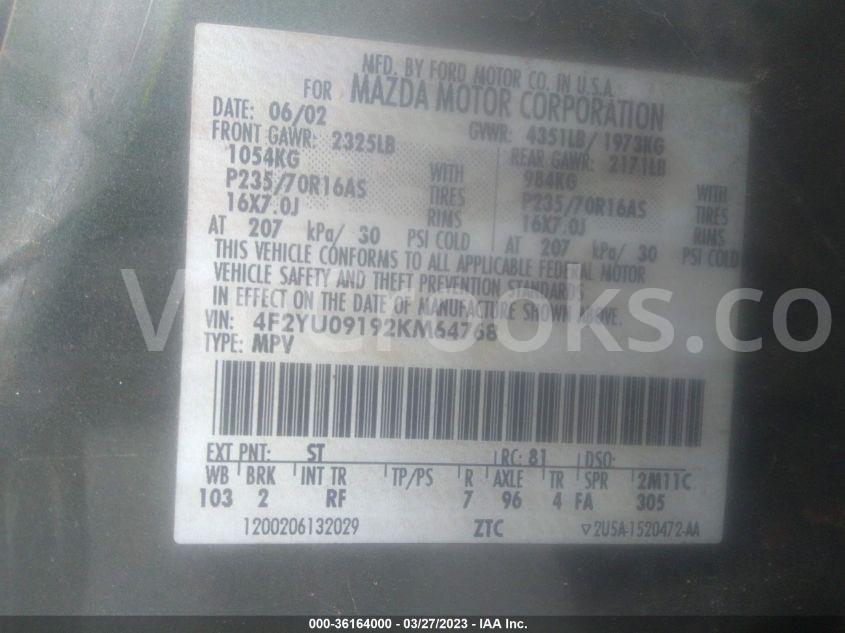 MFD. BY FORD MOTOR CO. IN U.S.A.
FOR MAZDA MOTOR CORPORATION
DATE: 06/02 GVWR: 4351LB/ 1973KG
FRONT GAWR: 2325LB REAR GAWR: 2171LB
1054KG WITH 984KG WITH
P235/70R16AS TIRES P235/70R16AS TIRES
16X7.0J RIMS 16X7.0J RIMS
AT 207 kPa/ 30 PSI COLD AT 207 kPa/ 30 PSI COLD
THIS VEHICLE CONFORMS TO ALL APPLICABLE FEDERAL MOTOR
VEHICLE SAFETY AND THEFT PREVENTION STANDARDS
IN EFFECT ON THE DATE OF MANUFACTURE SHOWN ABOVE.
VIN: 4F2YU09192KM64768
TYPE: MPV
EXT PNT: ST RC: 81 DSO:
WB BRK INT TR TP/PS R AXLE TR SPR 2M11C
103 2 RF 7 96 4 FA 305
1200206132029 ZTC 2U5A-1520472-AA
000-36164000 - 03/27/2023 - IAA Inc.